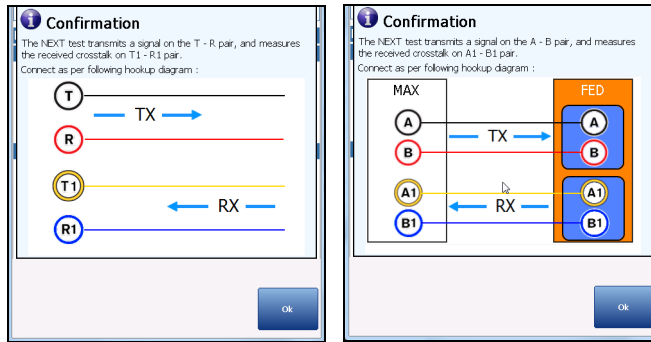 Confirmation
The NEXT test transmits a signal on the T - R pair, and measures
the received crosstalk on T1 - R1 pair.
Connect as per following hookup diagram :
T
TX
R
T1
RX
R1
Ok
Confirmation
The NEXT test transmits a signal on the A - B pair, and measures
the received crosstalk on A1 - B1 pair.
Connect as per following hookup diagram :
MAX FED
A A
TX
B B
A1 A1
RX
B1 B1
Ok